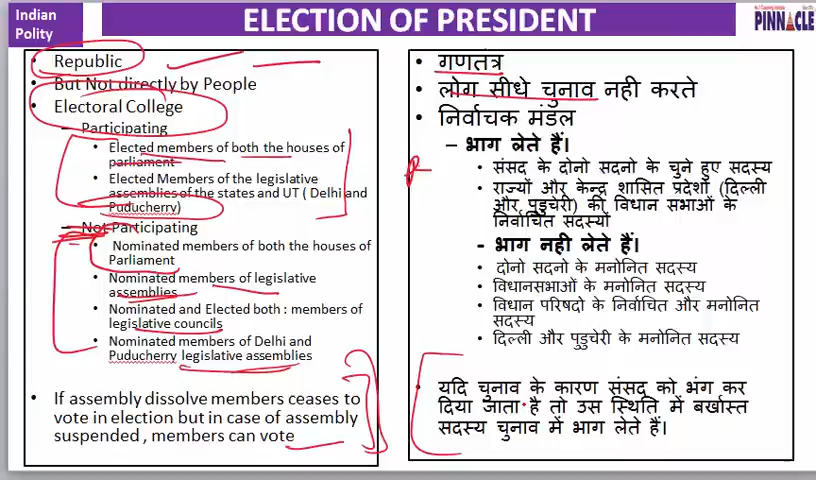 Indian
Polity
ELECTION OF PRESIDENT
PINNACLE
• Republic
• But Not directly by People
• Electoral College
– Participating
• Elected members of both the houses of
parliament
• Elected Members of the legislative
assemblies of the states and UT ( Delhi and
Puducherry)
– Not Participating
• Nominated members of both the houses of
Parliament
• Nominated members of legislative
assemblies
• Nominated and Elected both : members of
legislative councils
• Nominated members of Delhi and
Puducherry legislative assemblies
• If assembly dissolve members ceases to
vote in election but in case of assembly
suspended , members can vote
• गणतंत्र
• लोग सीधे चुनाव नही करते
• निर्वाचक मंडल
– भाग लेते हैं।
• संसद के दोनो सदनो के चुने हुए सदस्य
• राज्यों और केन्द्र शासित प्रदेशों (दिल्ली
और पुडुचेरी) की विधान सभाओं के
निर्वाचित सदस्यों
- भाग नही लेते हैं।
• दोनो सदनो के मनोनित सदस्य
• विधानसभाओं के मनोनित सदस्य
• विधान परिषदो के निर्वाचित और मनोनित
सदस्य
• दिल्ली और पुडुचेरी के मनोनित सदस्य
• यदि चुनाव के कारण संसद को भंग कर
दिया जाता है तो उस स्थिति में बर्खास्त
सदस्य चुनाव में भाग लेते हैं।